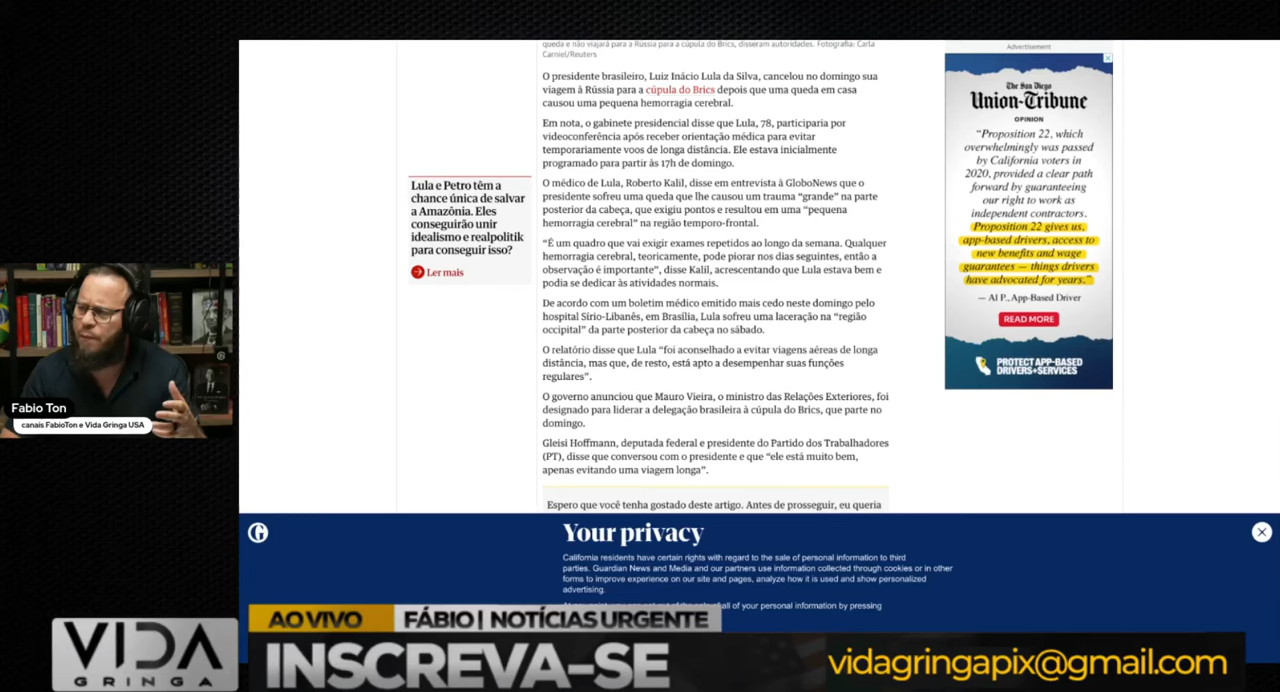 queda e não viajará para a Rússia para a cúpula do Brics, disseram autoridades. Fotografia: Carla
Carniel/Reuters
O presidente brasileiro, Luiz Inácio Lula da Silva, cancelou no domingo sua
viagem à Rússia para a cúpula do Brics depois que uma queda em casa
causou uma pequena hemorragia cerebral.
Em nota, o gabinete presidencial disse que Lula, 78, participaria por
videoconferência após receber orientação médica para evitar
temporariamente voos de longa distância. Ele estava inicialmente
programado para partir às 17h de domingo.
O médico de Lula, Roberto Kalil, disse em entrevista à GloboNews que o
presidente sofreu uma queda que lhe causou um trauma “grande” na parte
posterior da cabeça, que exigiu pontos e resultou em uma “pequena
hemorragia cerebral” na região temporo-frontal.
“É um quadro que vai exigir exames repetidos ao longo da semana. Qualquer
hemorragia cerebral, teoricamente, pode piorar nos dias seguintes, então a
observação é importante”, disse Kalil, acrescentando que Lula estava bem e
podia se dedicar às atividades normais.
De acordo com um boletim médico emitido mais cedo neste domingo pelo
hospital Sírio-Libanês, em Brasília, Lula sofreu uma laceração na “região
occipital” da parte posterior da cabeça no sábado.
O relatório disse que Lula “foi aconselhado a evitar viagens aéreas de longa
distância, mas que, de resto, está apto a desempenhar suas funções
regulares”.
O governo anunciou que Mauro Vieira, o ministro das Relações Exteriores, foi
designado para liderar a delegação brasileira à cúpula do Brics, que parte no
domingo.
Gleisi Hoffmann, deputada federal e presidente do Partido dos Trabalhadores
(PT), disse que conversou com o presidente e que “ele está muito bem,
apenas evitando uma viagem longa”.
Espero que você tenha gostado deste artigo. Antes de prosseguir, eu queria
Lula e Petro têm a
chance única de salvar
a Amazônia. Eles
conseguirão unir
idealismo e realpolitik
para conseguir isso?
Ler mais
Advertisement
The San Diego
Union-Tribune
OPINION
“Proposition 22, which
overwhelmingly was passed
by California voters in
2020, provided a clear path
forward by guaranteeing
our right to work as
independent contractors.
Proposition 22 gives us,
app-based drivers, access to
new benefits and wage
guarantees — things drivers
have advocated for years.”
— Al P., App-Based Driver
READ MORE
PROTECT APP-BASED
DRIVERS+SERVICES
Fabio Ton
canais FabioTon e Vida Gringa USA
Your privacy
California residents have certain rights with regard to the sale of personal information to third
parties. Guardian News and Media and our partners use information collected through cookies or in other
forms to improve experience on our site and pages, analyze how it is used and show personalized
advertising.
all of your personal information by pressing
AO VIVO
FÁBIO | NOTÍCIAS URGENTE
VIDA
GRINGA
INSCREVA-SE
vidagringapix@gmail.com